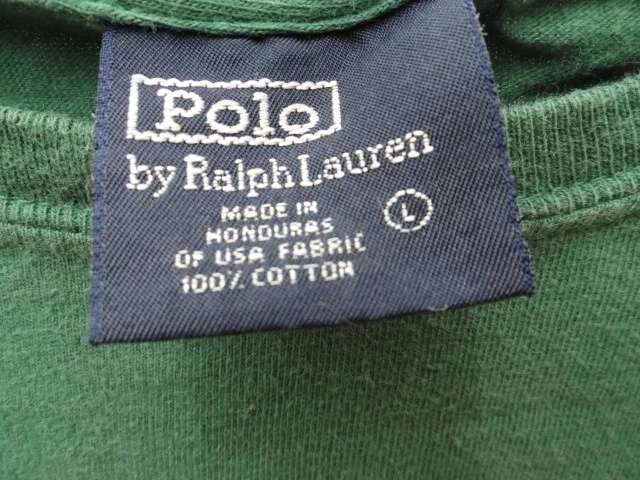 Polo
by Ralph Lauren
MADE IN
HONDURAS
OF USA FABRIC
100% COTTON
L